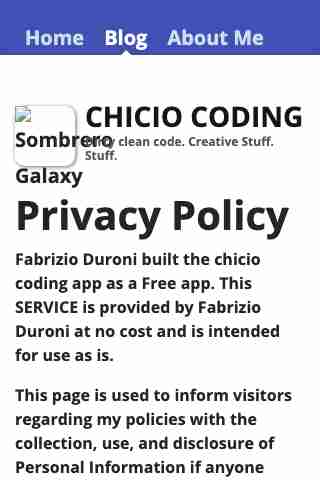 Home Blog About Me
CHICIO CODING
Sombrero
Galaxy
clean code. Creative Stuff.
Stuff.
Privacy Policy
Fabrizio Duroni built the chicio
coding app as a Free app. This
SERVICE is provided by Fabrizio
Duroni at no cost and is intended
for use as is.
This page is used to inform visitors
regarding my policies with the
collection, use, and disclosure of
Personal Information if anyone